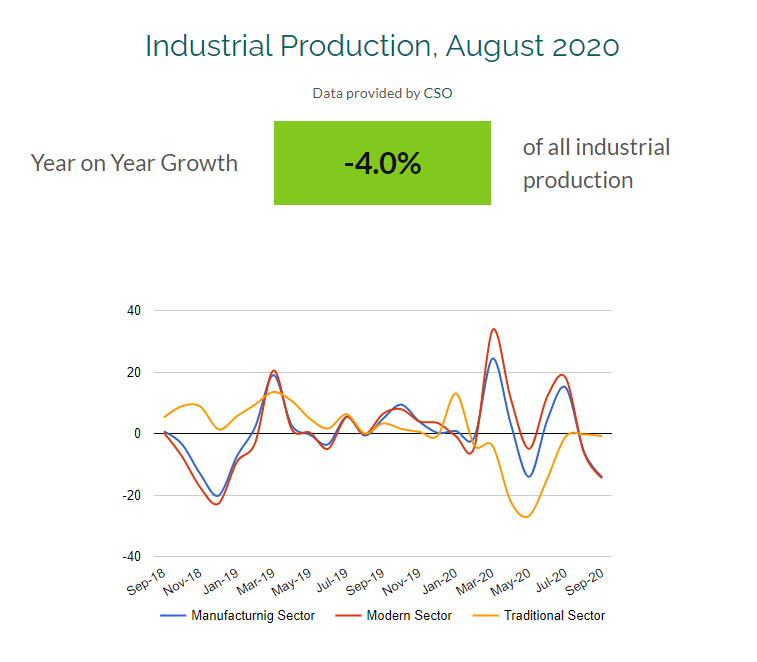 Industrial Production, August 2020
Data provided by CSO
Year on Year Growth
-4.0%
of all industrial
production
40
20
0
-20
-40
Sep-18
Nov-18
Jan-19
Mar-19
May-19
Jul-19
Sep-19
Nov-19
Jan-20
Mar-20
May-20
Jul-20
Sep-20
Manufacturnig Sector
Modern Sector
Traditional Sector